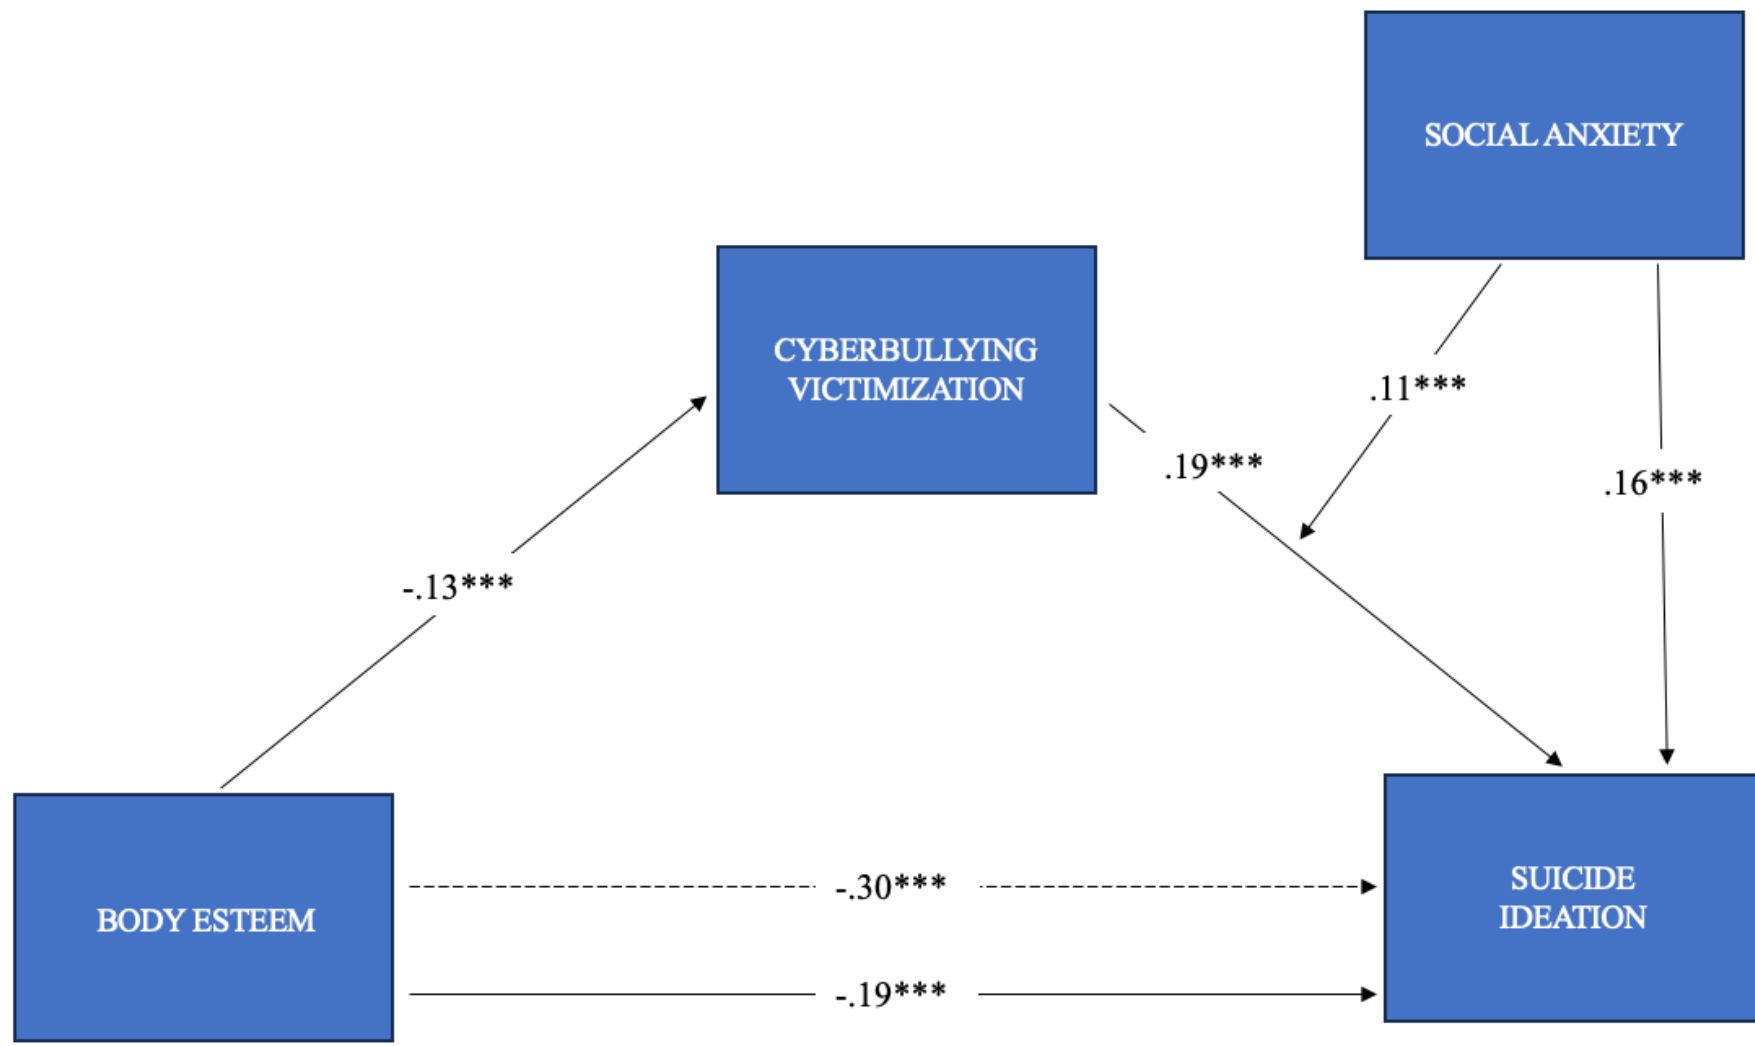 SOCIAL ANXIETY
CYBERBULLYING
VICTIMIZATION
.11***
.19***
.16***
-.13***
-.30***
SUICIDE
IDEATION
BODY ESTEEM
-.19***